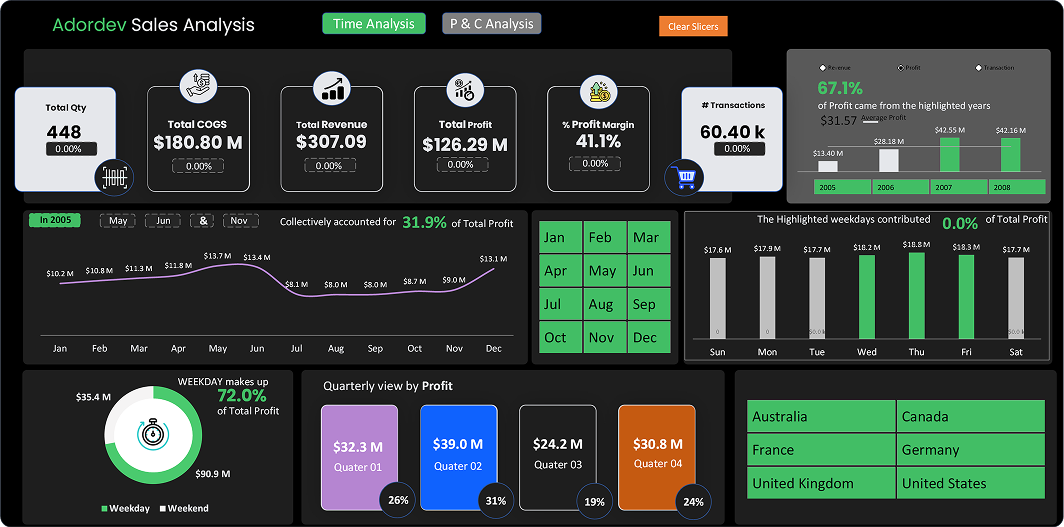 Adordev Sales Analysis
Time Analysis
P & C Analysis
Clear Slicers
Total Qty
448
0.00%
Total COGS
$180.80 M
0.00%
Total Revenue
$307.09
0.00%
Total Profit
$126.29 M
0.00%
% Profit Margin
41.1%
0.00%
# Transactions
60.40 k
0.00%
Revenue
Profit
Transaction
67.1%
of Profit came from the highlighted years
$31.57 Average Profit
$13.40 M
$28.18 M
$42.55 M
$42.16 M
2005
2006
2007
2008
In 2005
May
Jun
&
Nov
Collectively accounted for 31.9% of Total Profit
$10.2 M
$10.8 M
$11.3 M
$11.8 M
$13.7 M
$13.4 M
$8.1 M
$8.0 M
$8.0 M
$8.7 M
$9.0 M
$13.1 M
Jan
Feb
Mar
Apr
May
Jun
Jul
Aug
Sep
Oct
Nov
Dec
Jan Feb Mar
Apr May Jun
Jul Aug Sep
Oct Nov Dec
The Highlighted weekdays contributed 0.0% of Total Profit
$17.6 M
$17.9 M
$17.7 M
$18.2 M
$18.8 M
$18.3 M
$17.7 M
0
0
$0.0 k
$0.0 k
Sun
Mon
Tue
Wed
Thu
Fri
Sat
WEEKDAY makes up
72.0%
of Total Profit
$35.4 M
$90.9 M
Weekday
Weekend
Quarterly view by Profit
$32.3 M
Quater 01
26%
$39.0 M
Quater 02
31%
$24.2 M
Quater 03
19%
$30.8 M
Quater 04
24%
Australia
Canada
France
Germany
United Kingdom
United States